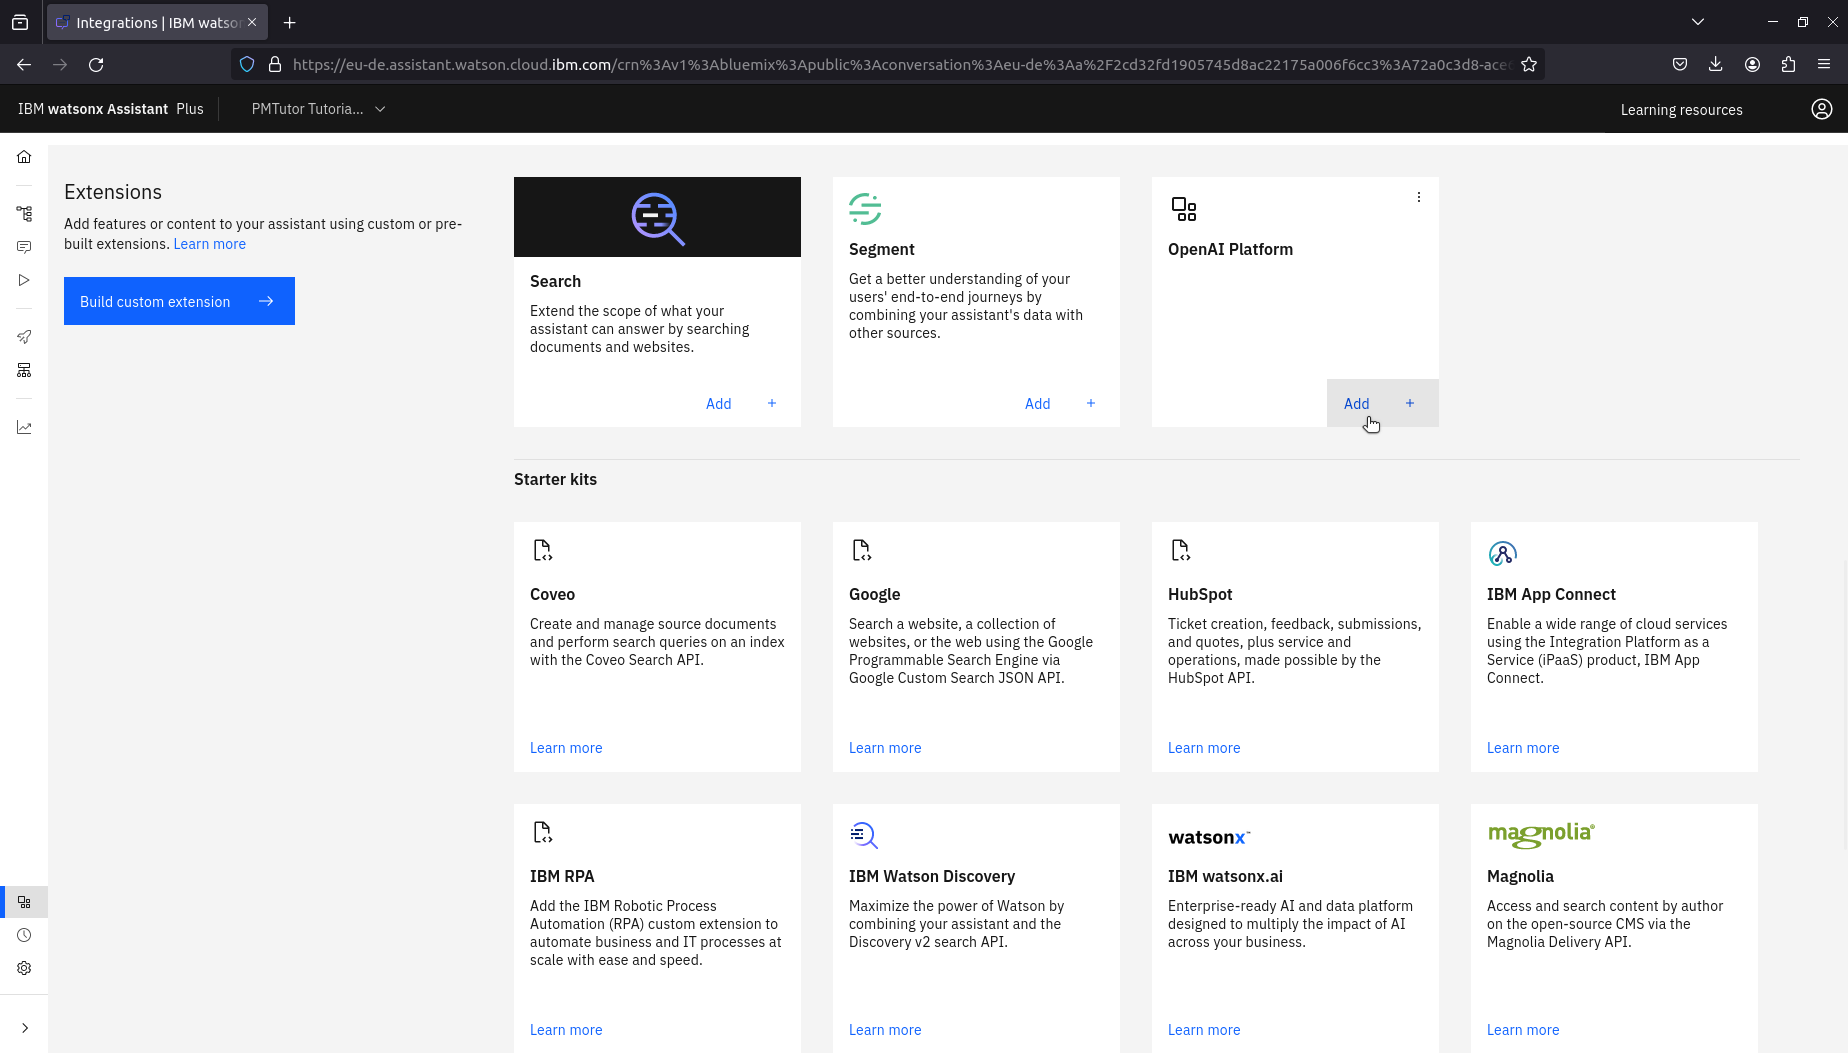 Integrations | IBM watso
https://eu-de.assistant.watson.cloud.ibm.com/crn%3Av1%3Abluemix%3Apublic%3Aconversation%3Aeu-de%3Aa%2F2cd32fd1905745d8ac22175a006f6cc3%3A72a0c3d8-ace
IBM watsonx Assistant Plus
PMTutor Tutoria...
Learning resources
Extensions
Add features or content to your assistant using custom or pre-
built extensions. Learn more
Build custom extension
Search
Extend the scope of what your
assistant can answer by searching
documents and websites.
Add +
Segment
Get a better understanding of your
users' end-to-end journeys by
combining your assistant's data with
other sources.
Add +
OpenAI Platform
Add +
Starter kits
Coveo
Create and manage source documents
and perform search queries on an index
with the Coveo Search API.
Learn more
Google
Search a website, a collection of
websites, or the web using the Google
Programmable Search Engine via
Google Custom Search JSON API.
Learn more
HubSpot
Ticket creation, feedback, submissions,
and quotes, plus service and
operations, made possible by the
HubSpot API.
Learn more
IBM App Connect
Enable a wide range of cloud services
using the Integration Platform as a
Service (iPaaS) product, IBM App
Connect.
Learn more
IBM RPA
Add the IBM Robotic Process
Automation (RPA) custom extension to
automate business and IT processes at
scale with ease and speed.
Learn more
IBM Watson Discovery
Maximize the power of Watson by
combining your assistant and the
Discovery v2 search API.
Learn more
watsonx™
IBM watsonx.ai
Enterprise-ready AI and data platform
designed to multiply the impact of AI
across your business.
Learn more
magnolia®
Magnolia
Access and search content by author
on the open-source CMS via the
Magnolia Delivery API.
Learn more